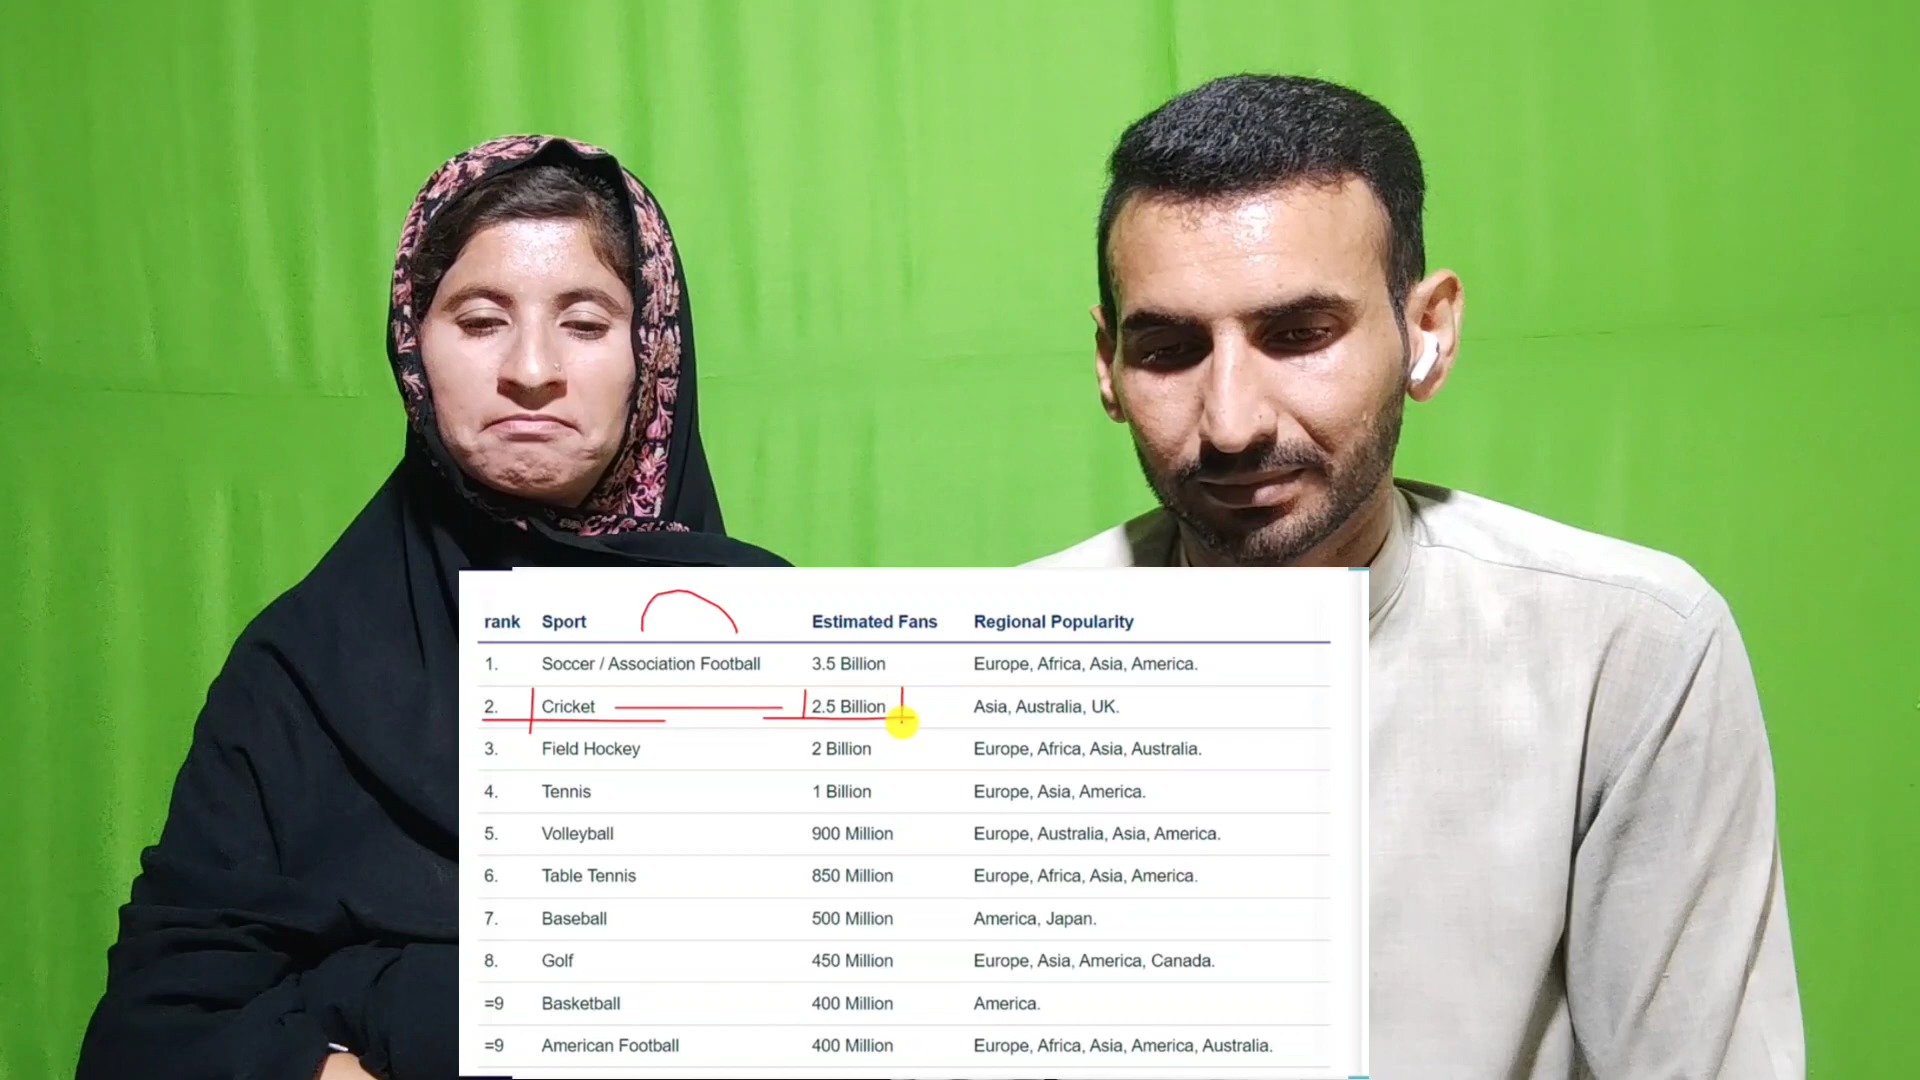 rank Sport Estimated Fans Regional Popularity
1. Soccer / Association Football 3.5 Billion Europe, Africa, Asia, America.
2. Cricket 2.5 Billion Asia, Australia, UK.
3. Field Hockey 2 Billion Europe, Africa, Asia, Australia.
4. Tennis 1 Billion Europe, Asia, America.
5. Volleyball 900 Million Europe, Australia, Asia, America.
6. Table Tennis 850 Million Europe, Africa, Asia, America.
7. Baseball 500 Million America, Japan.
8. Golf 450 Million Europe, Asia, America, Canada.
=9 Basketball 400 Million America.
=9 American Football 400 Million Europe, Africa, Asia, America, Australia.